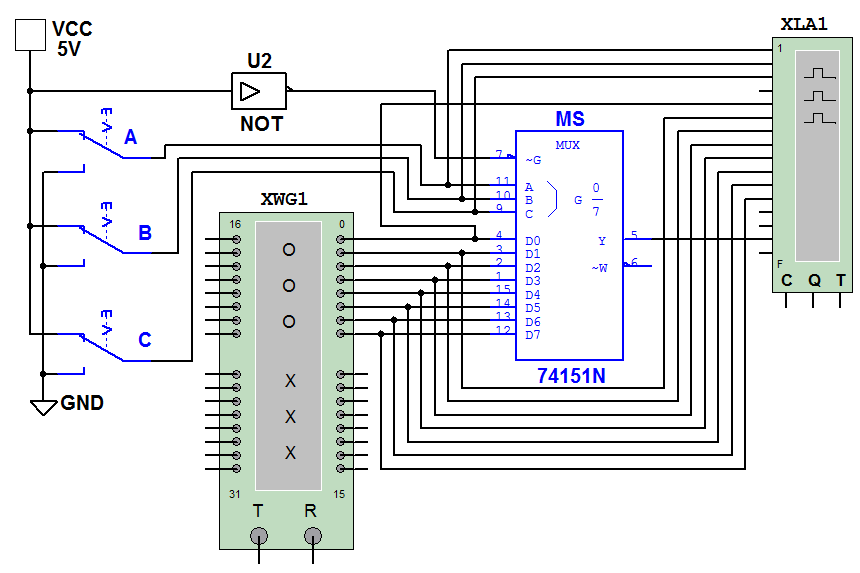 VCC
5V
U2
NOT
A
B
C
GND
XWG1
16
0
O
O
O
X
X
X
31
15
T
R
MS
MUX
7
~G
11
A
10
B
9
C
G
0
7
4
D0
3
D1
2
D2
1
D3
15
D4
14
D5
13
D6
12
D7
Y
5
~W
6
74151N
XLA1
1
F
C Q T